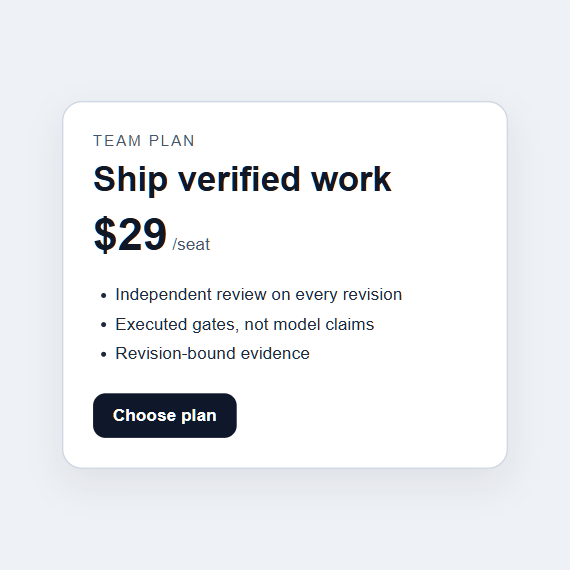 TEAM PLAN
Ship verified work
$29 /seat
• Independent review on every revision
• Executed gates, not model claims
• Revision-bound evidence
Choose plan